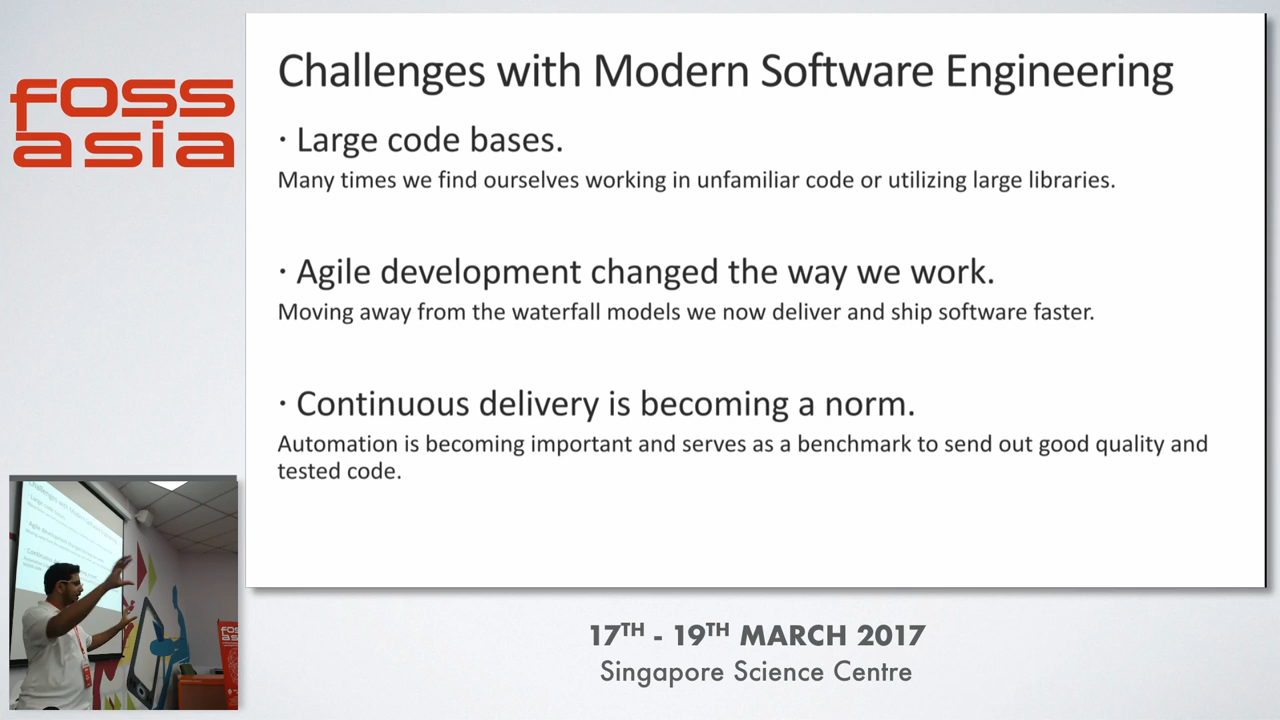 foss
asia
Challenges with Modern Software Engineering
· Large code bases.
Many times we find ourselves working in unfamiliar code or utilizing large libraries.
· Agile development changed the way we work.
Moving away from the waterfall models we now deliver and ship software faster.
· Continuous delivery is becoming a norm.
Automation is becoming important and serves as a benchmark to send out good quality and
tested code.
17TH - 19TH MARCH 2017
Singapore Science Centre